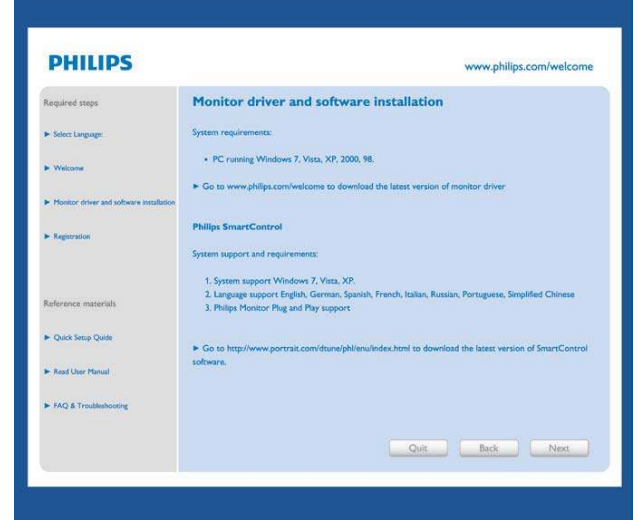 PHILIPS
www.philips.com/welcome
Required steps
► Select Language:
► Welcome
► Monitor driver and software installation
► Registration
Reference materials
► Quick Setup Quide
► Read User Manual
► FAQ & Troubleshooting
Monitor driver and software installation
System requirements:
• PC running Windows 7, Vista, XP, 2000, 98.
► Go to www.philips.com/welcome to download the latest version of monitor driver
Philips SmartControl
System support and requirements:
1. System support Windows 7, Vista, XP.
2. Language support English, German, Spanish, French, Italian, Russian, Portuguese, Simplified Chinese
3. Philips Monitor Plug and Play support
► Go to http://www.portrait.com/dtune/phl/enu/index.html to download the latest version of SmartControl
software.
Quit Back Next